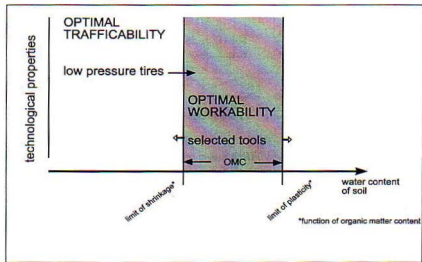 OPTIMAL
TRAFFICABILITY
low pressure tires
OPTIMAL
WORKABILITY
selected tools
OMC
technological properties
water content
of soil
limit of shrinkage*
limit of plasticity*
*function of organic matter content